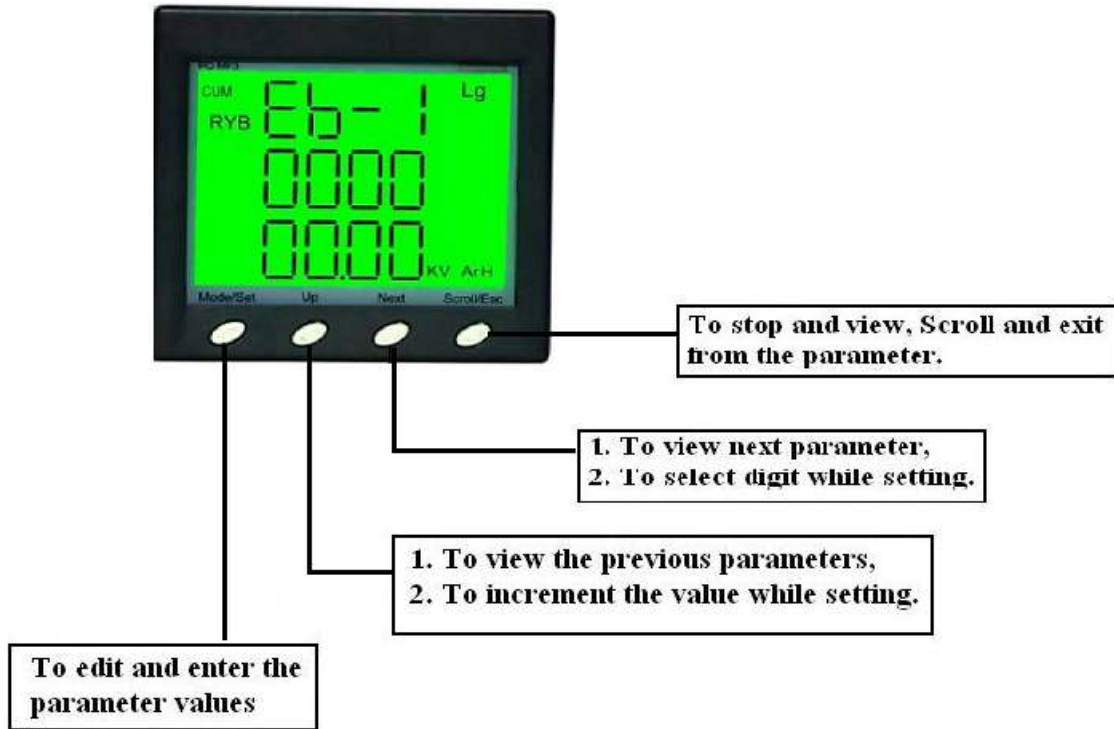 CUM
Eb-1
Lg
RYB
0000
00.00 KV ArH
Mode/Set Up Next Scroll/Esc
To stop and view, Scroll and exit
from the parameter.
1. To view next parameter,
2. To select digit while setting.
1. To view the previous parameters,
2. To increment the value while setting.
To edit and enter the
parameter values